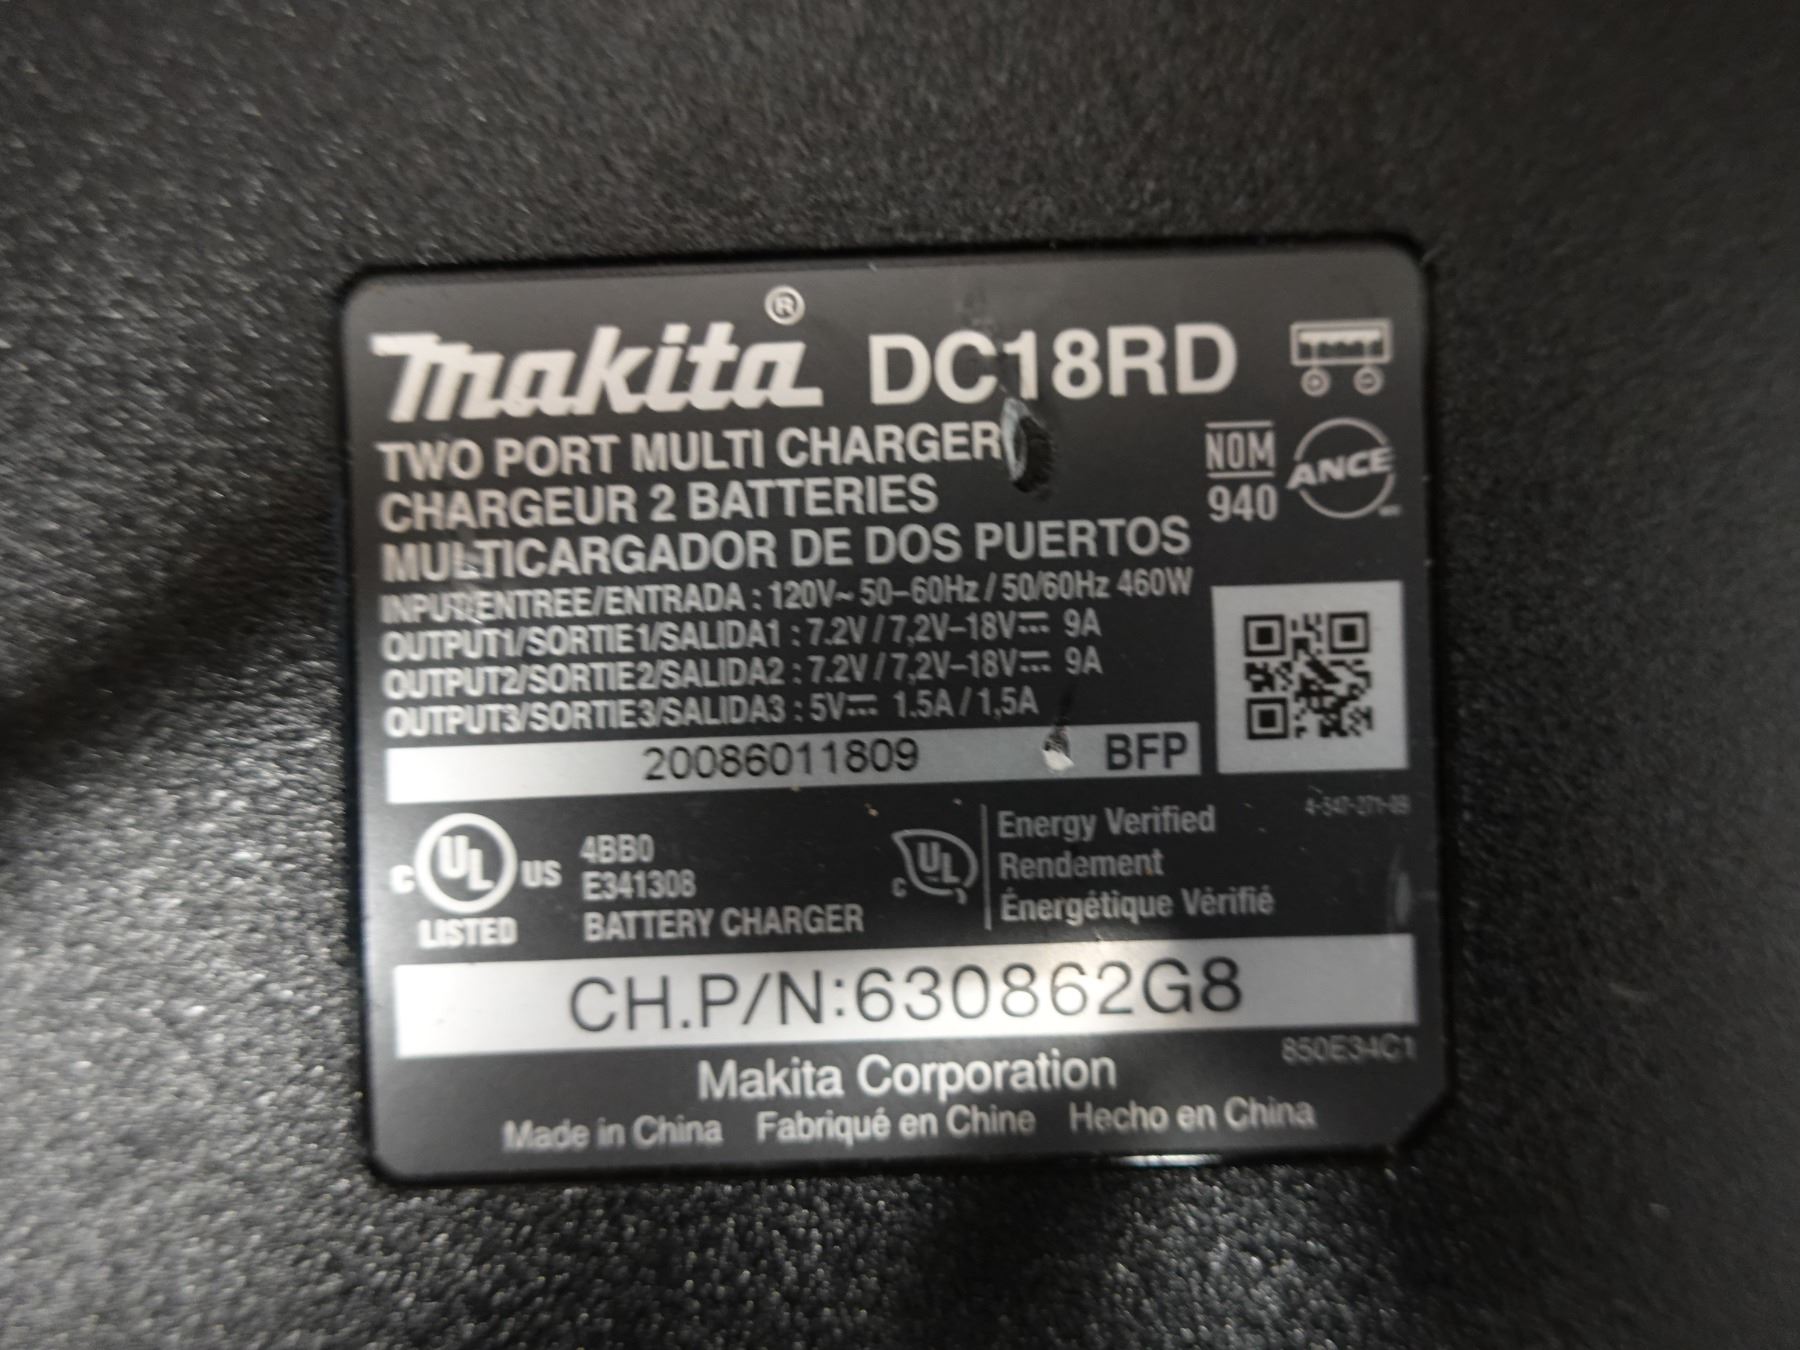 makita® DC18RD
TWO PORT MULTI CHARGER
CHARGEUR 2 BATTERIES
MULTICARGADOR DE DOS PUERTOS
NOM
940
ANCE
INPUT/ENTREE/ENTRADA : 120V~ 50–60Hz / 50/60Hz 460W
OUTPUT1/SORTIE1/SALIDA1 : 7.2V / 7,2V–18V⎓ 9A
OUTPUT2/SORTIE2/SALIDA2 : 7.2V / 7,2V–18V⎓ 9A
OUTPUT3/SORTIE3/SALIDA3 : 5V⎓ 1.5A / 1,5A
20086011809 BFP
C UL US
LISTED
4BB0
E341308
BATTERY CHARGER
C UL
Energy Verified
Rendement
Énergétique Vérifié
CH.P/N:630862G8
850E34C1
Makita Corporation
Made in China Fabriqué en Chine Hecho en China